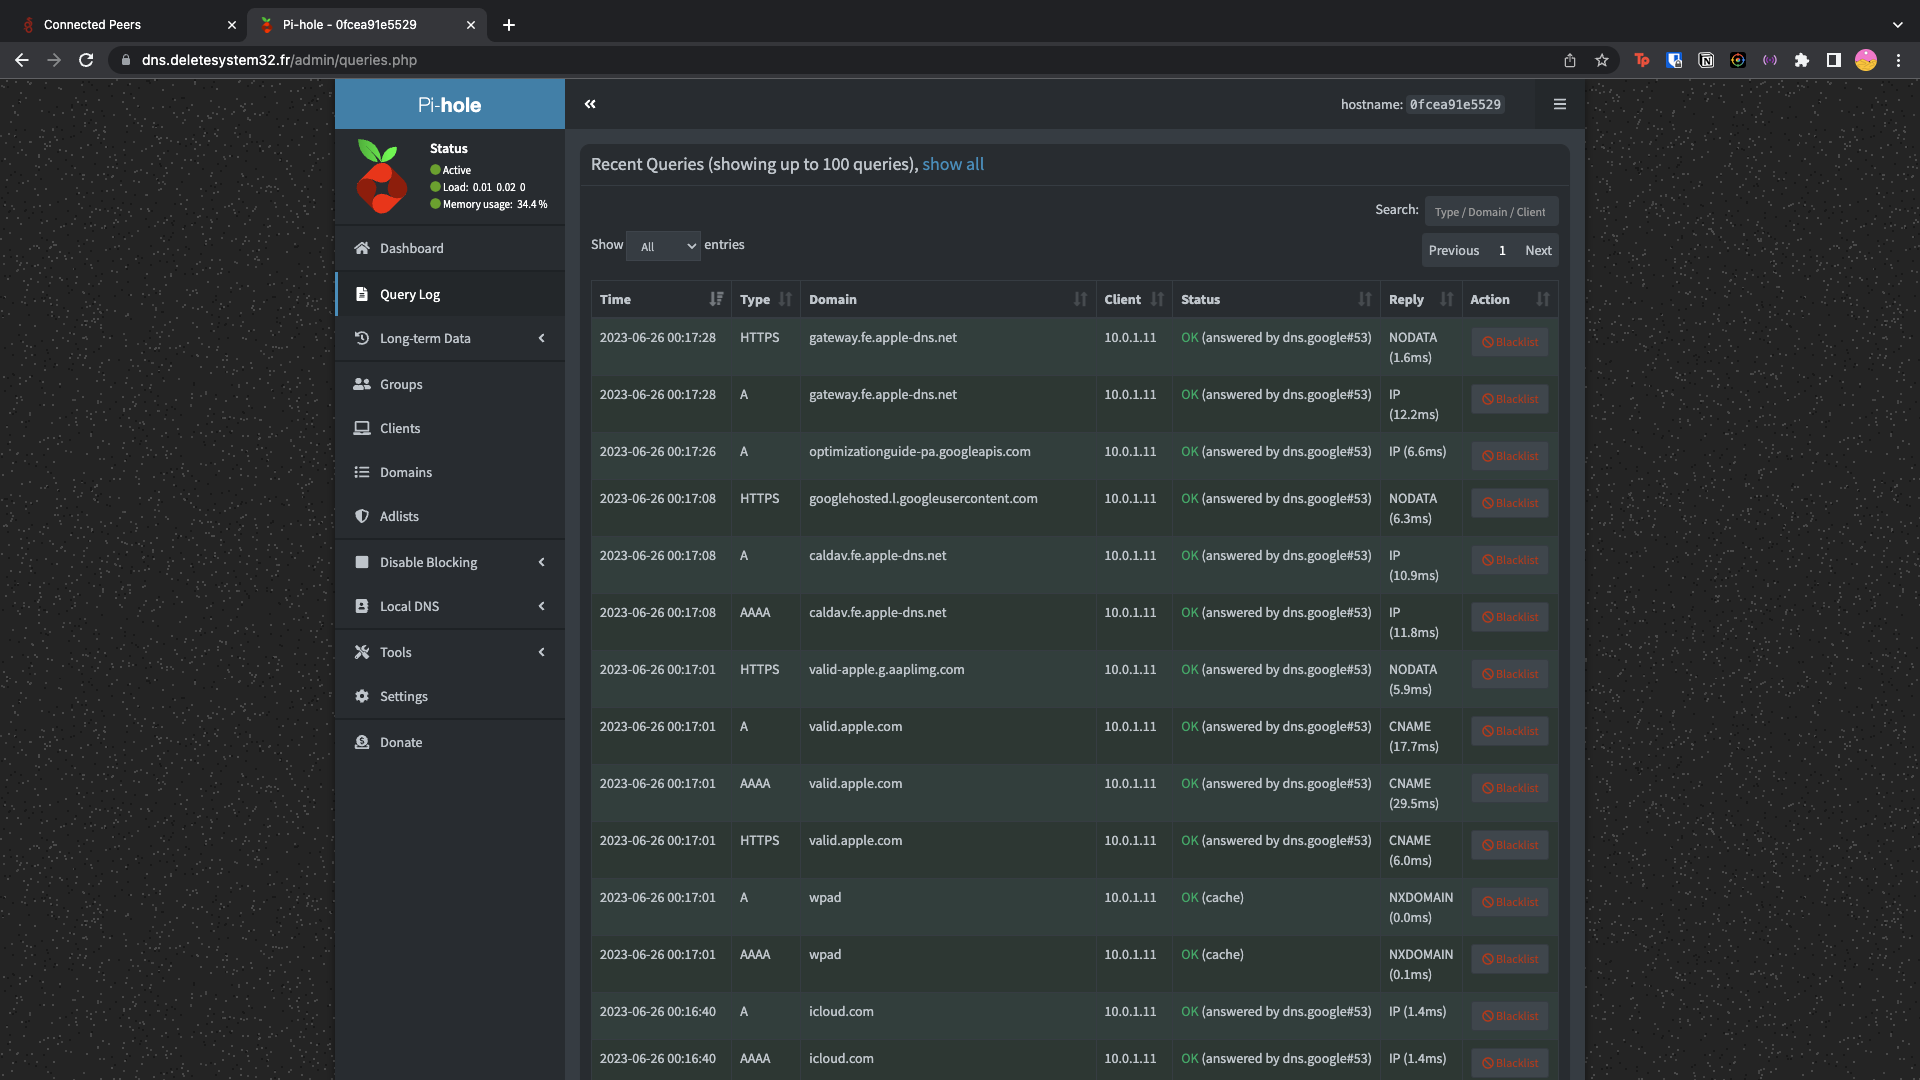 Connected Peers
Pi-hole - 0fcea91e5529
dns.deletesystem32.fr/admin/queries.php
Pi-hole
hostname: 0fcea91e5529
Status
Active
Load: 0.01 0.02 0
Memory usage: 34.4 %
Dashboard
Query Log
Long-term Data
Groups
Clients
Domains
Adlists
Disable Blocking
Local DNS
Tools
Settings
Donate
Recent Queries (showing up to 100 queries), show all
Search: Type / Domain / Client
Show All entries
Previous 1 Next
Time Type Domain Client Status Reply Action
2023-06-26 00:17:28 HTTPS gateway.fe.apple-dns.net 10.0.1.11 OK (answered by dns.google#53) NODATA Blacklist
(1.6ms)
2023-06-26 00:17:28 A gateway.fe.apple-dns.net 10.0.1.11 OK (answered by dns.google#53) IP Blacklist
(12.2ms)
2023-06-26 00:17:26 A optimizationguide-pa.googleapis.com 10.0.1.11 OK (answered by dns.google#53) IP (6.6ms) Blacklist
2023-06-26 00:17:08 HTTPS googlehosted.l.googleusercontent.com 10.0.1.11 OK (answered by dns.google#53) NODATA Blacklist
(6.3ms)
2023-06-26 00:17:08 A caldav.fe.apple-dns.net 10.0.1.11 OK (answered by dns.google#53) IP Blacklist
(10.9ms)
2023-06-26 00:17:08 AAAA caldav.fe.apple-dns.net 10.0.1.11 OK (answered by dns.google#53) IP Blacklist
(11.8ms)
2023-06-26 00:17:01 HTTPS valid-apple.g.aaplimg.com 10.0.1.11 OK (answered by dns.google#53) NODATA Blacklist
(5.9ms)
2023-06-26 00:17:01 A valid.apple.com 10.0.1.11 OK (answered by dns.google#53) CNAME Blacklist
(17.7ms)
2023-06-26 00:17:01 AAAA valid.apple.com 10.0.1.11 OK (answered by dns.google#53) CNAME Blacklist
(29.5ms)
2023-06-26 00:17:01 HTTPS valid.apple.com 10.0.1.11 OK (answered by dns.google#53) CNAME Blacklist
(6.0ms)
2023-06-26 00:17:01 A wpad 10.0.1.11 OK (cache) NXDOMAIN Blacklist
(0.0ms)
2023-06-26 00:17:01 AAAA wpad 10.0.1.11 OK (cache) NXDOMAIN Blacklist
(0.1ms)
2023-06-26 00:16:40 A icloud.com 10.0.1.11 OK (answered by dns.google#53) IP (1.4ms) Blacklist
2023-06-26 00:16:40 AAAA icloud.com 10.0.1.11 OK (answered by dns.google#53) IP (1.4ms) Blacklist